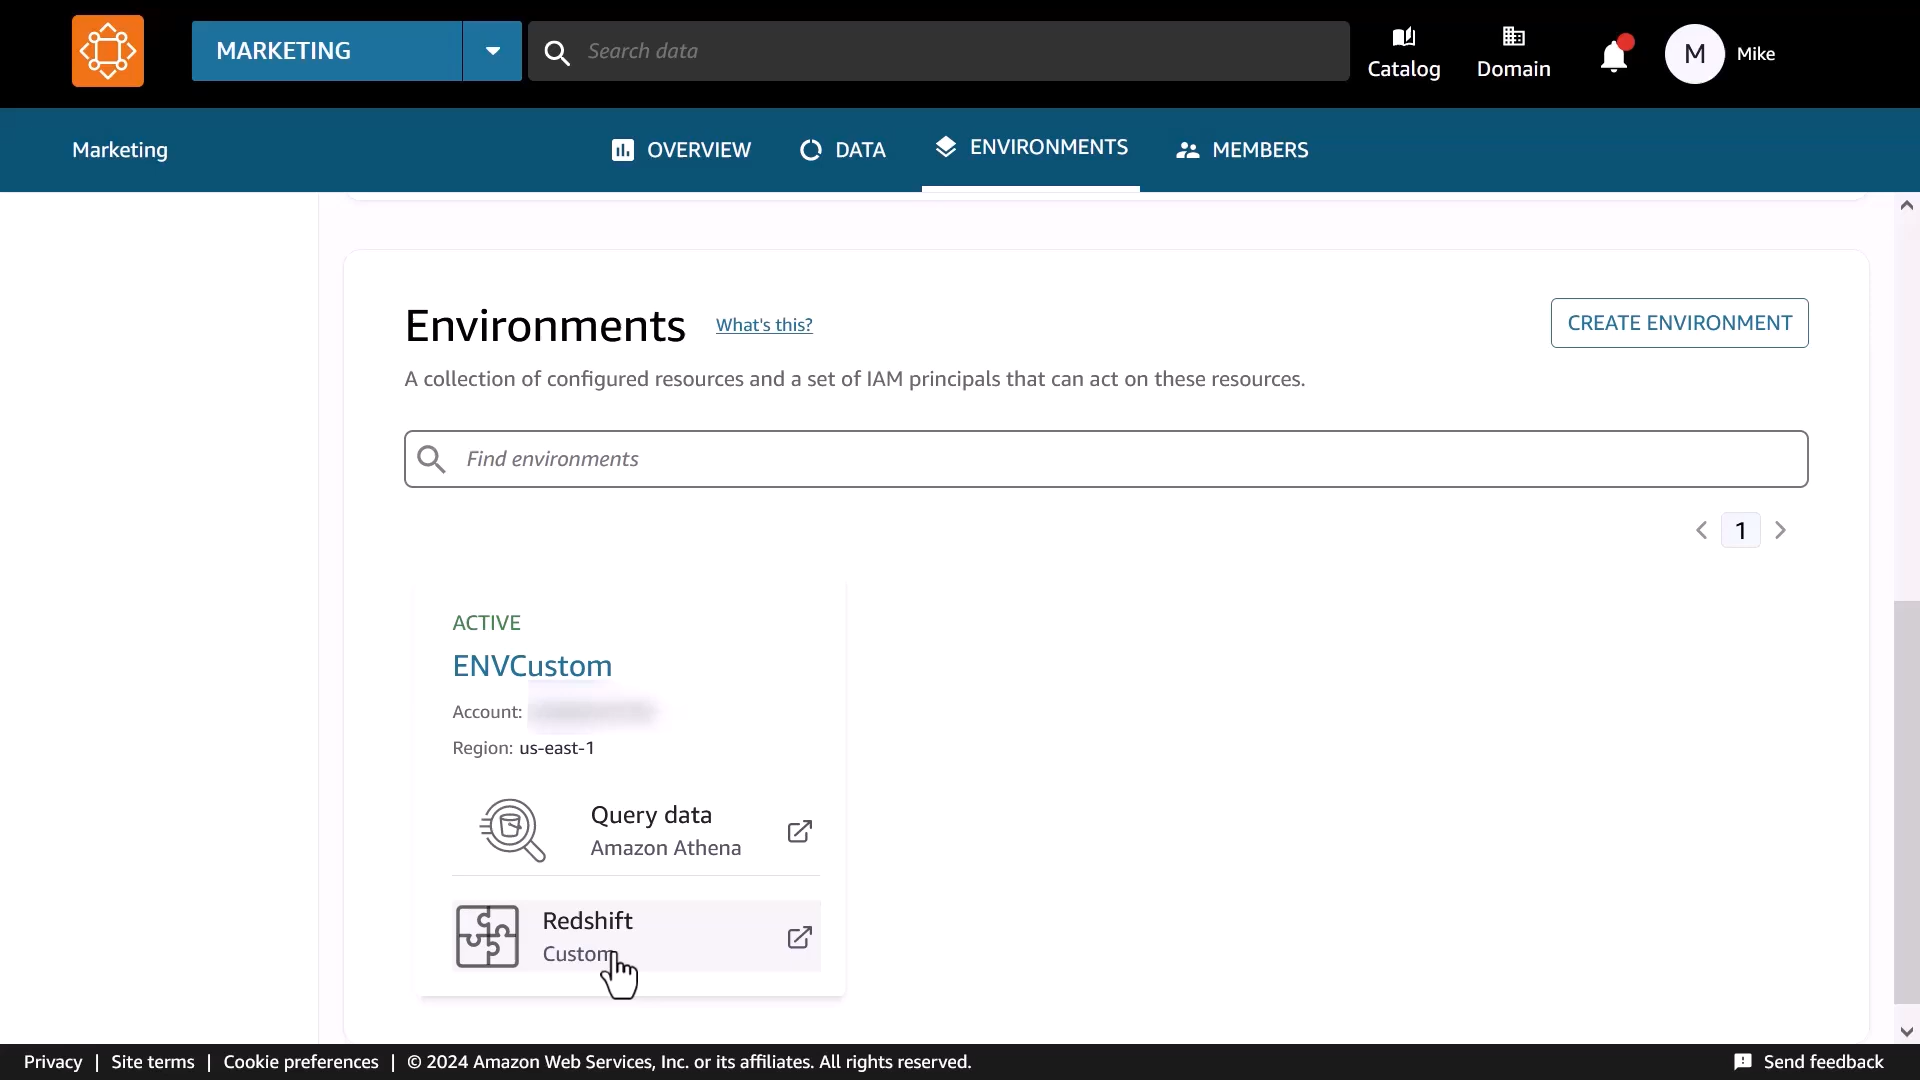 MARKETING
Search data
Catalog
Domain
M
Mike
Marketing
OVERVIEW
DATA
ENVIRONMENTS
MEMBERS
Environments
What's this?
CREATE ENVIRONMENT
A collection of configured resources and a set of IAM principals that can act on these resources.
Find environments
1
ACTIVE
ENVCustom
Account:
Region: us-east-1
Query data
Amazon Athena
Redshift
Custom
Privacy | Site terms | Cookie preferences | © 2024 Amazon Web Services, Inc. or its affiliates. All rights reserved.
Send feedback